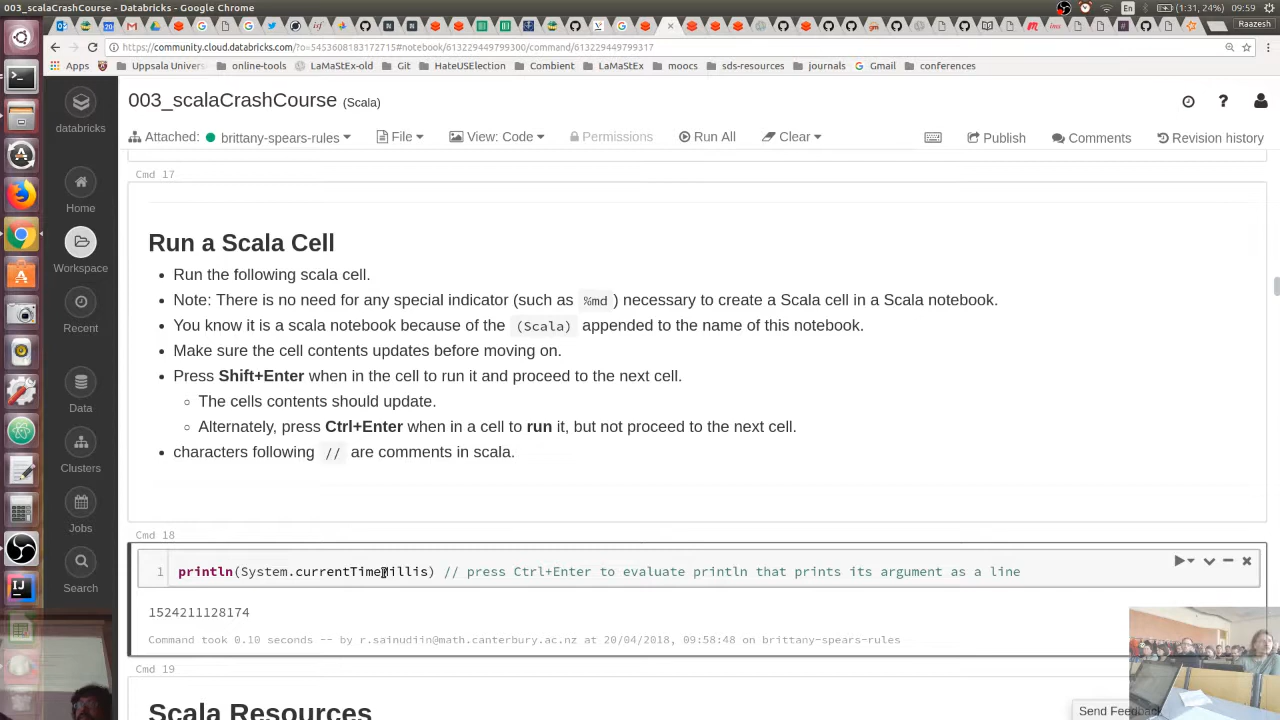 003_scalaCrashCourse - Databricks - Google Chrome
En
(1:31, 29%)
09:59
Raazesh
https://community.cloud.databricks.com/?o=5453608183172715#notebook/613229449799300/command/613229449799317
Apps
Uppsala Univers
online-tools
LaMaStEx-old
Git
HateUSElection
Combient
LaMaStEx
moocs
sds-resources
journals
Gmail
conferences
databricks
Home
Workspace
Recent
Data
Clusters
Jobs
Search
003_scalaCrashCourse (Scala)
Attached: brittany-spears-rules File View: Code Permissions Run All Clear Publish Comments Revision history
Cmd 17
Run a Scala Cell
• Run the following scala cell.
• Note: There is no need for any special indicator (such as %md ) necessary to create a Scala cell in a Scala notebook.
• You know it is a scala notebook because of the (Scala) appended to the name of this notebook.
• Make sure the cell contents updates before moving on.
• Press Shift+Enter when in the cell to run it and proceed to the next cell.
◦ The cells contents should update.
◦ Alternately, press Ctrl+Enter when in a cell to run it, but not proceed to the next cell.
• characters following // are comments in scala.
Cmd 18
1 println(System.currentTimeMillis) // press Ctrl+Enter to evaluate println that prints its argument as a line
1524211128174
Command took 0.10 seconds -- by r.sainudiin@math.canterbury.ac.nz at 20/04/2018, 09:58:48 on brittany-spears-rules
Cmd 19
Scala Resources
Send Feedback